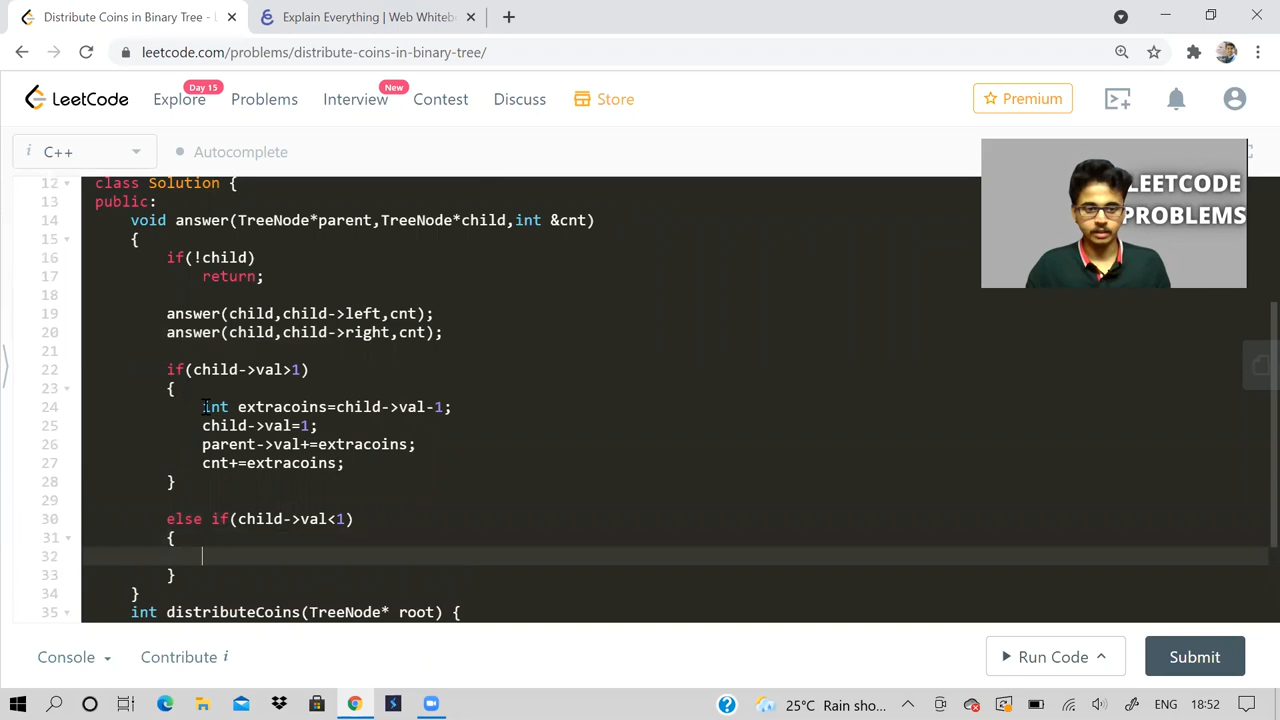 Distribute Coins in Binary Tree -
Explain Everything | Web Whitebo
leetcode.com/problems/distribute-coins-in-binary-tree/
LeetCode
Explore
Day 15
Problems
Interview
New
Contest
Discuss
Store
Premium
i C++
Autocomplete
LEETCODE
PROBLEMS
12 class Solution {
13 public:
14 void answer(TreeNode*parent,TreeNode*child,int &cnt)
15 {
16 if(!child)
17 return;
18
19 answer(child,child->left,cnt);
20 answer(child,child->right,cnt);
21
22 if(child->val>1)
23 {
24 int extracoins=child->val-1;
25 child->val=1;
26 parent->val+=extracoins;
27 cnt+=extracoins;
28 }
29
30 else if(child->val<1)
31 {
32
33 }
34 }
35 int distributeCoins(TreeNode* root) {
Console
Contribute i
Run Code
Submit
25°C Rain sho...
ENG
18:52